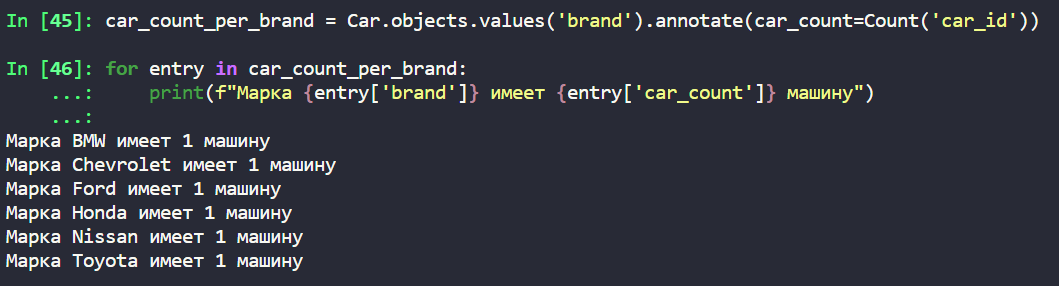 In [45]: car_count_per_brand = Car.objects.values('brand').annotate(car_count=Count('car_id'))
In [46]: for entry in car_count_per_brand:
...: print(f"Марка {entry['brand']} имеет {entry['car_count']} машину")
...:
Марка BMW имеет 1 машину
Марка Chevrolet имеет 1 машину
Марка Ford имеет 1 машину
Марка Honda имеет 1 машину
Марка Nissan имеет 1 машину
Марка Toyota имеет 1 машину